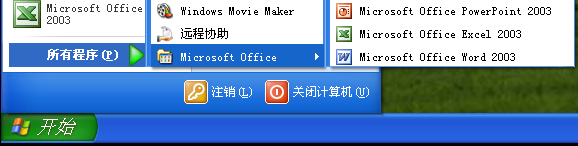 Microsoft Office
2003
所有程序(P)
Windows Movie Maker
远程协助
Microsoft Office
Microsoft Office PowerPoint 2003
Microsoft Office Excel 2003
Microsoft Office Word 2003
注销(L)
关闭计算机(U)
开始